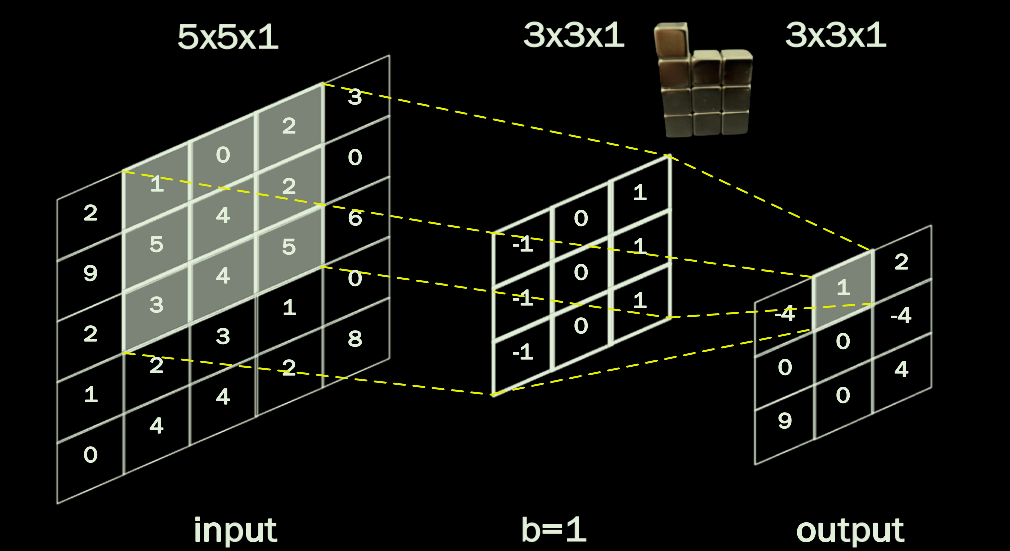 5x5x1 3x3x1 3x3x1
2 1 0 2 3
9 5 4 2 0
2 3 4 5 6
1 2 3 1 0
0 4 4 2 8
-1 0 1
-1 0 1
-1 0 1
-4 1 2
0 0 -4
9 0 4
input b=1 output